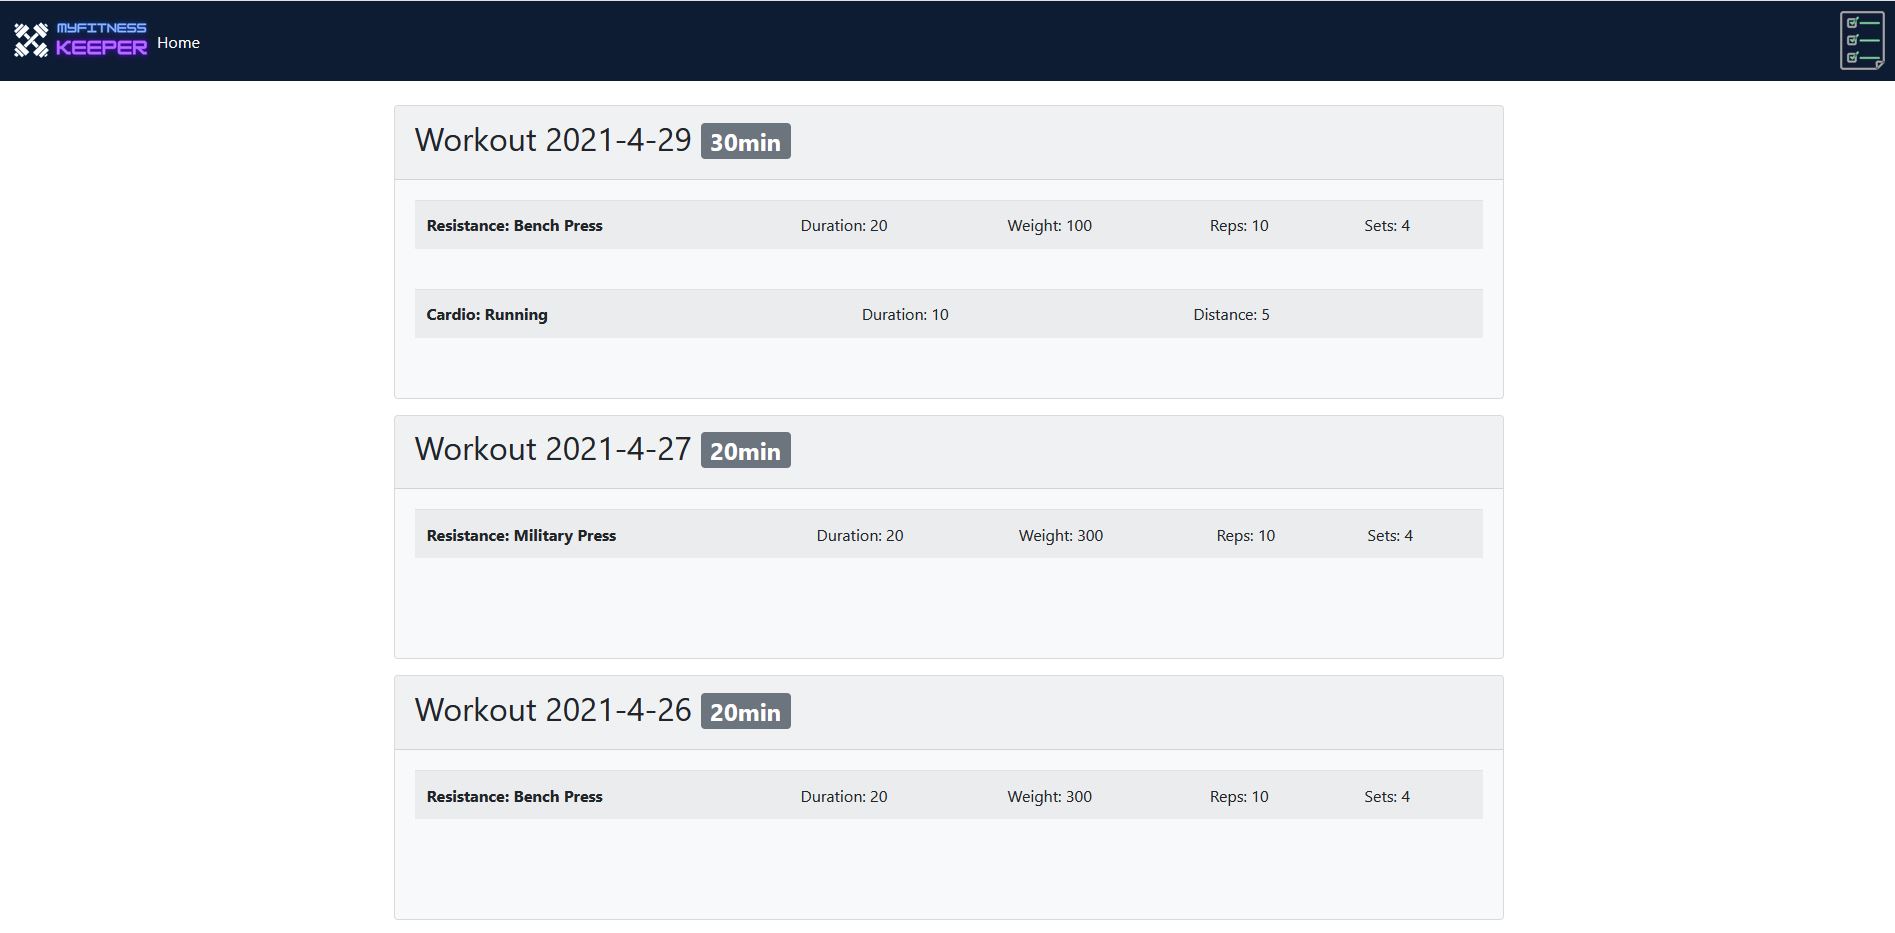 MYFITNESS
KEEPER
Home
Workout 2021-4-29 30min
Resistance: Bench Press Duration: 20 Weight: 100 Reps: 10 Sets: 4
Cardio: Running Duration: 10 Distance: 5
Workout 2021-4-27 20min
Resistance: Military Press Duration: 20 Weight: 300 Reps: 10 Sets: 4
Workout 2021-4-26 20min
Resistance: Bench Press Duration: 20 Weight: 300 Reps: 10 Sets: 4